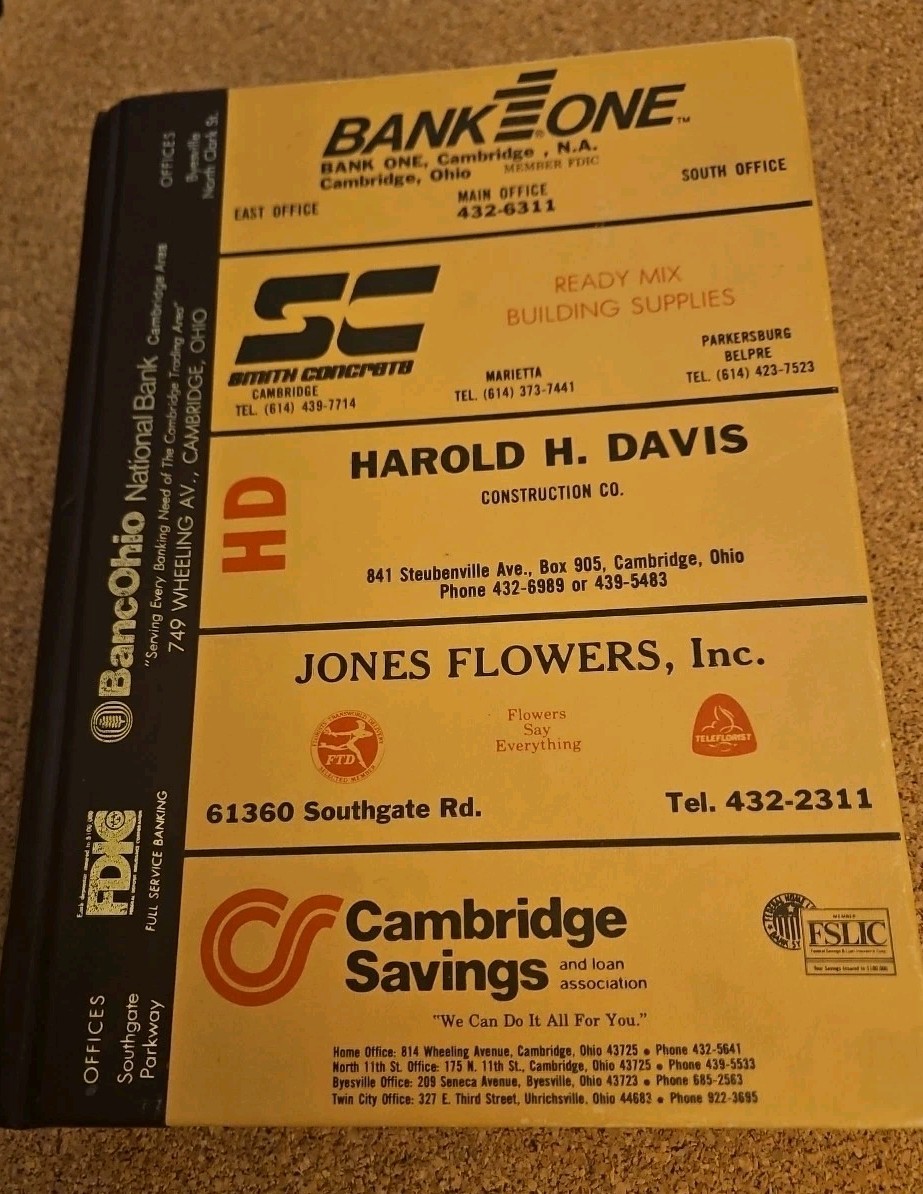 BANK ONE™
BANK ONE, Cambridge, N.A.
Cambridge, Ohio MEMBER FDIC
EAST OFFICE
MAIN OFFICE
432-6311
SOUTH OFFICE
SC
SMITH CONCRETE
READY MIX
BUILDING SUPPLIES
CAMBRIDGE
TEL. (614) 439-7714
MARIETTA
TEL. (614) 373-7441
PARKERSBURG
BELPRE
TEL. (614) 423-7523
HD
HAROLD H. DAVIS
CONSTRUCTION CO.
841 Steubenville Ave., Box 905, Cambridge, Ohio
Phone 432-6989 or 439-5483
JONES FLOWERS, Inc.
FTD
SELECTED MEMBER
Flowers
Say
Everything
TELEFLORIST
61360 Southgate Rd.
Tel. 432-2311
CS
Cambridge
Savings and loan
association
MEMBER
FSLIC
"We Can Do It All For You."
Home Office: 814 Wheeling Avenue, Cambridge, Ohio 43725 • Phone 432-5641
North 11th St. Office: 175 N. 11th St., Cambridge, Ohio 43725 • Phone 439-5533
Byesville Office: 209 Seneca Avenue, Byesville, Ohio 43723 • Phone 685-2563
Twin City Office: 327 E. Third Street, Uhrichsville, Ohio 44683 • Phone 922-3695
OFFICES
Southgate
Parkway
FDIC
FULL SERVICE BANKING
BancOhio National Bank Cambridge Area
"Serving Every Banking Need of The Cambridge Trading Area"
749 WHEELING AV., CAMBRIDGE, OHIO
OFFICES
Byesville
North Clark St.